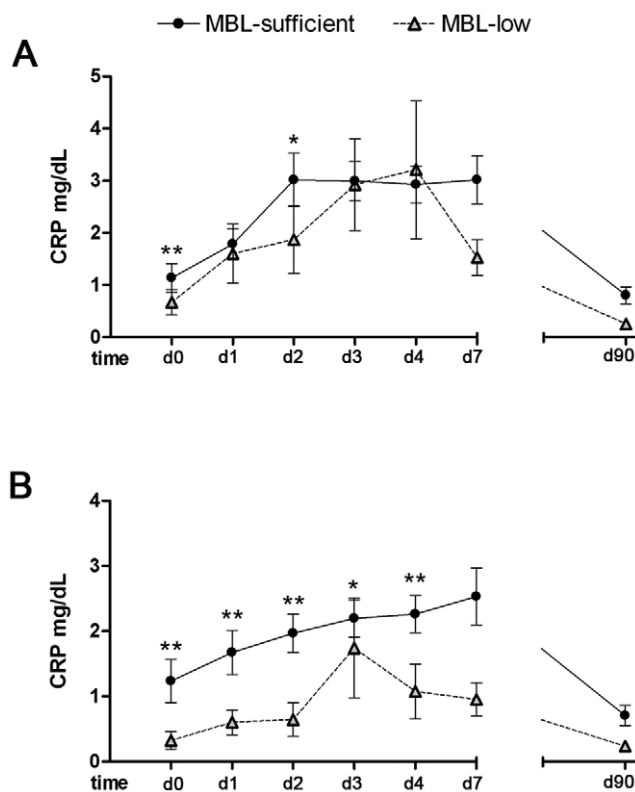 MBL-sufficient MBL-low
A
CRP mg/dL
5
4
3
2
1
0
** *
time d0 d1 d2 d3 d4 d7 d90
B
CRP mg/dL
4
3
2
1
0
** ** ** * **
time d0 d1 d2 d3 d4 d7 d90